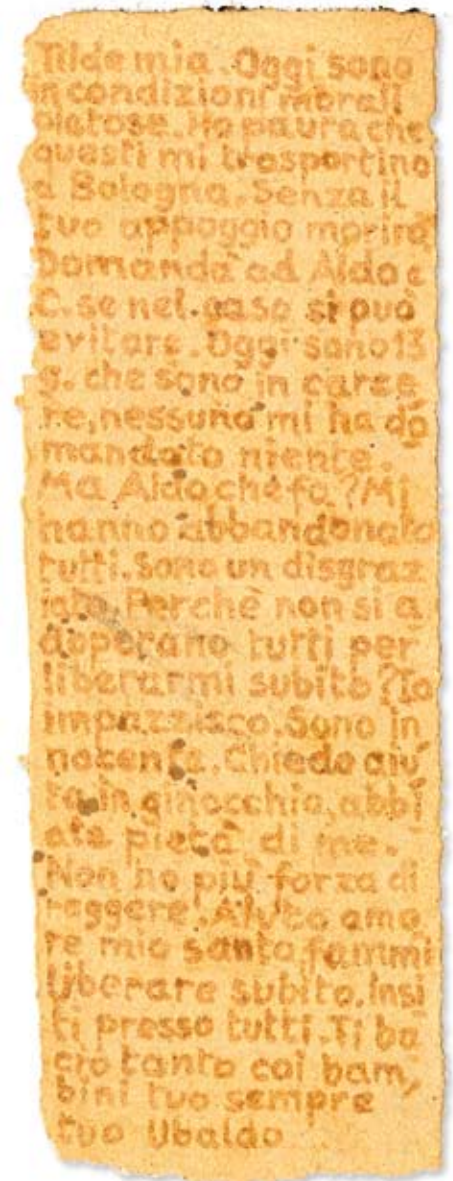 Tilde mia. Oggi sono
in condizioni morali
pietose. Ho paura che
questi mi trasportino
a Bologna. Senza il
tuo appoggio morirò
Domanda ad Aldo e
C. se nel caso si può
evitare. Oggi sono 13
g. che sono in carce
re, nessuno mi ha do
mandato niente.
Ma Aldo che fa? Mi
hanno abbandonato
tutti. Sono un disgraz
iato. Perchè non si a
doperano tutti per
liberarmi subito? Io
impazzisco. Sono in
nocente. Chiedo aiu
to in ginocchio, abbi
ate pietà di me.
Non ho più forza di
reggere. Aiuto amo
re mio santo, fammi
liberare subito. Insi
ti presso tutti. Ti ba
cio tanto coi bam,
bini tuo sempre
tuo Ubaldo